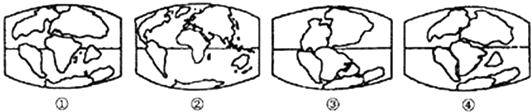 ① ② ③ ④